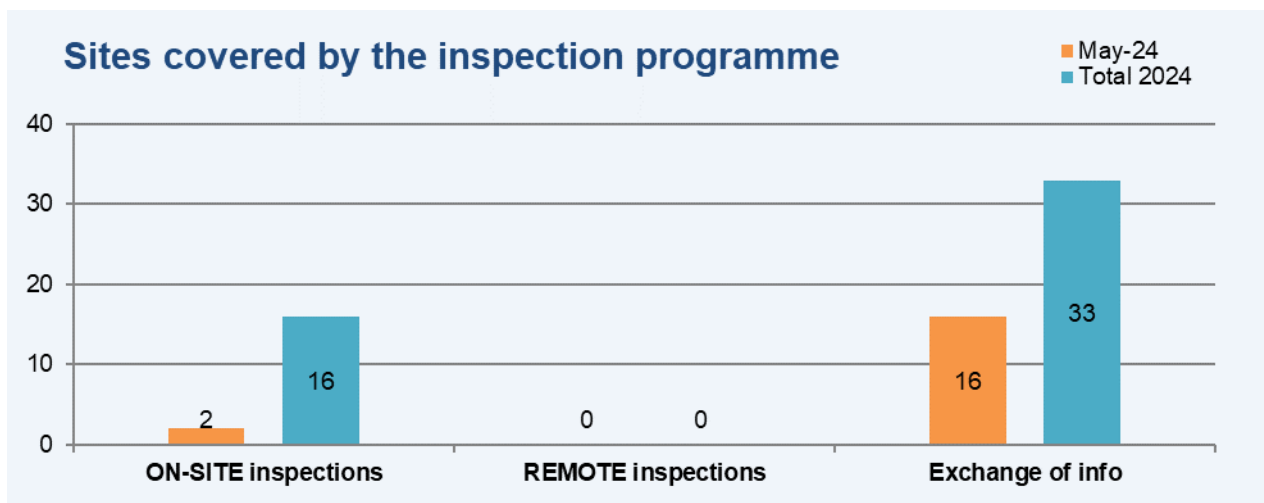 Sites covered by the inspection programme
May-24
Total 2024
40
30
20
10
0
2
16
0
0
16
33
ON-SITE inspections
REMOTE inspections
Exchange of info